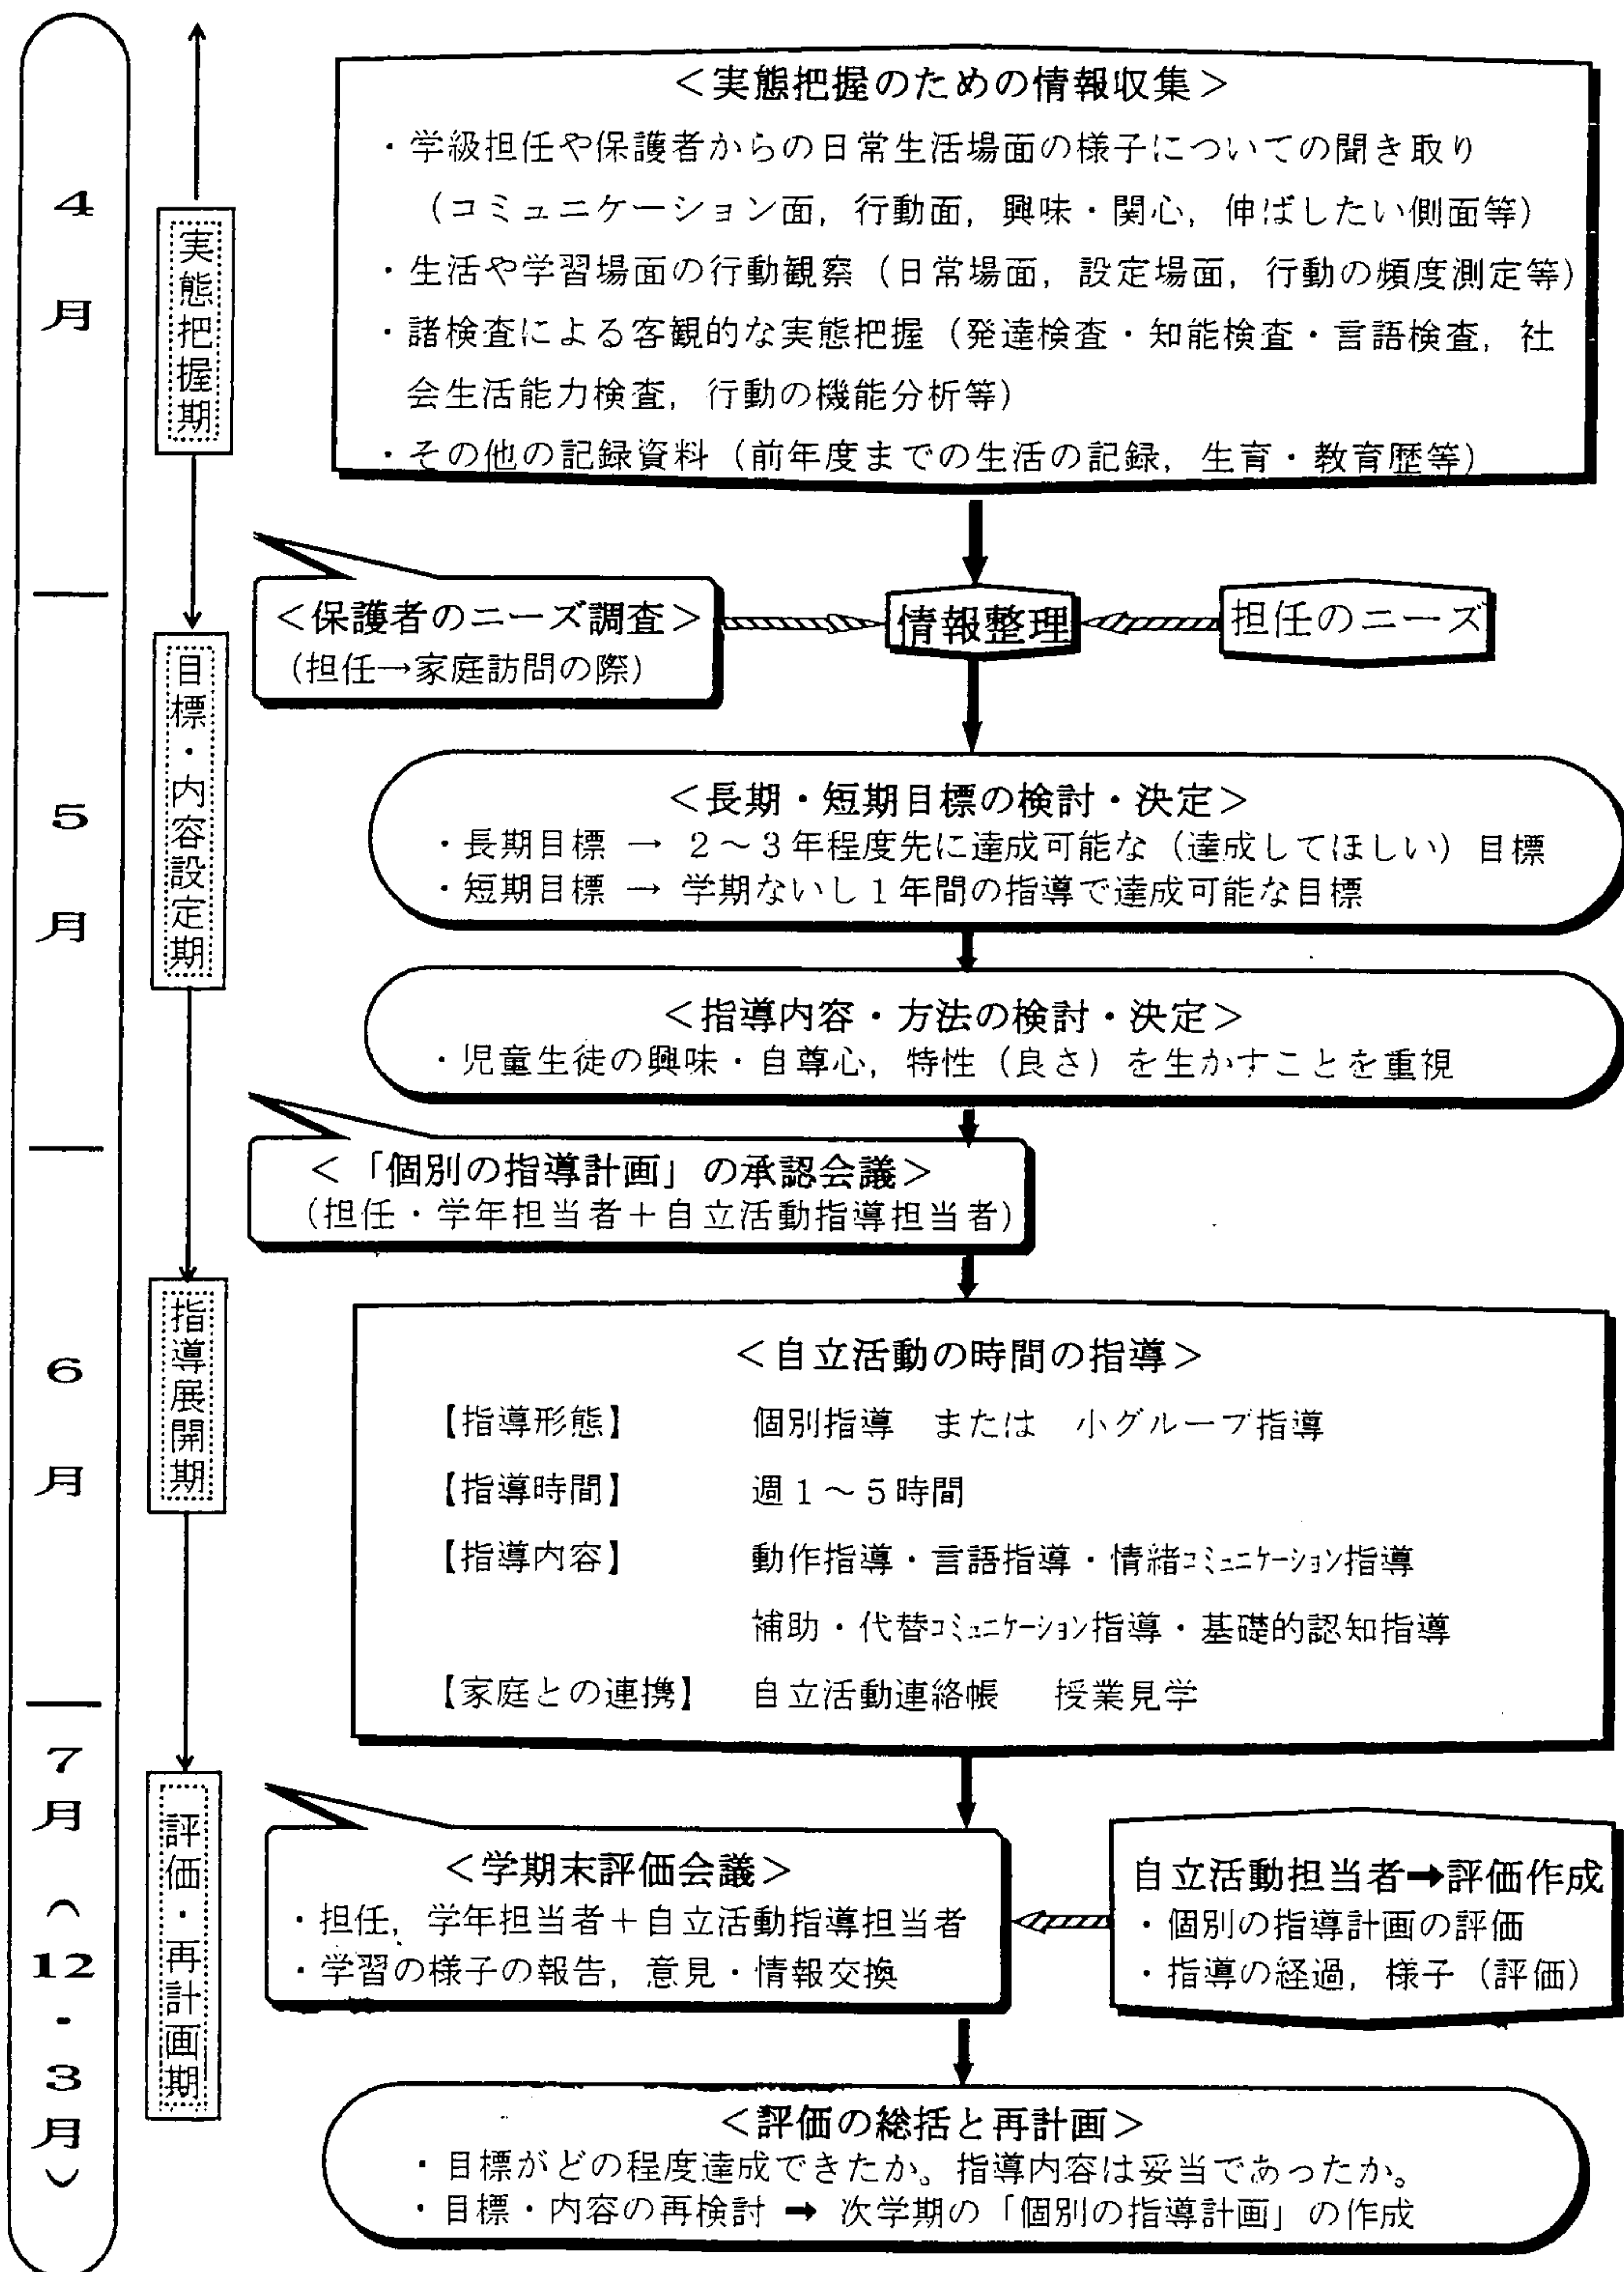 4月
実態把握期
＜実態把握のための情報収集＞
・学級担任や保護者からの日常生活場面の様子についての聞き取り
（コミュニケーション面，行動面，興味・関心，伸ばしたい側面等）
・生活や学習場面の行動観察（日常場面，設定場面，行動の頻度測定等）
・諸検査による客観的な実態把握（発達検査・知能検査・言語検査，社
会生活能力検査，行動の機能分析等）
・その他の記録資料（前年度までの生活の記録，生育・教育歴等）
＜保護者のニーズ調査＞
（担任→家庭訪問の際）
情報整理
担任のニーズ
5月
目標・内容設定期
＜長期・短期目標の検討・決定＞
・長期目標 → 2～3年程度先に達成可能な（達成してほしい）目標
・短期目標 → 学期ないし1年間の指導で達成可能な目標
＜指導内容・方法の検討・決定＞
・児童生徒の興味・自尊心，特性（良さ）を生かすことを重視
＜「個別の指導計画」の承認会議＞
（担任・学年担当者＋自立活動指導担当者）
6月
指導展開期
＜自立活動の時間の指導＞
【指導形態】 個別指導 または 小グループ指導
【指導時間】 週1～5時間
【指導内容】 動作指導・言語指導・情緒コミュニケーション指導
補助・代替コミュニケーション指導・基礎的認知指導
【家庭との連携】 自立活動連絡帳 授業見学
7月（12・3月）
評価・再計画期
＜学期末評価会議＞
・担任，学年担当者＋自立活動指導担当者
・学習の様子の報告，意見・情報交換
自立活動担当者➡評価作成
・個別の指導計画の評価
・指導の経過，様子（評価）
＜評価の総括と再計画＞
・目標がどの程度達成できたか。指導内容は妥当であったか。
・目標・内容の再検討 ➡ 次学期の「個別の指導計画」の作成